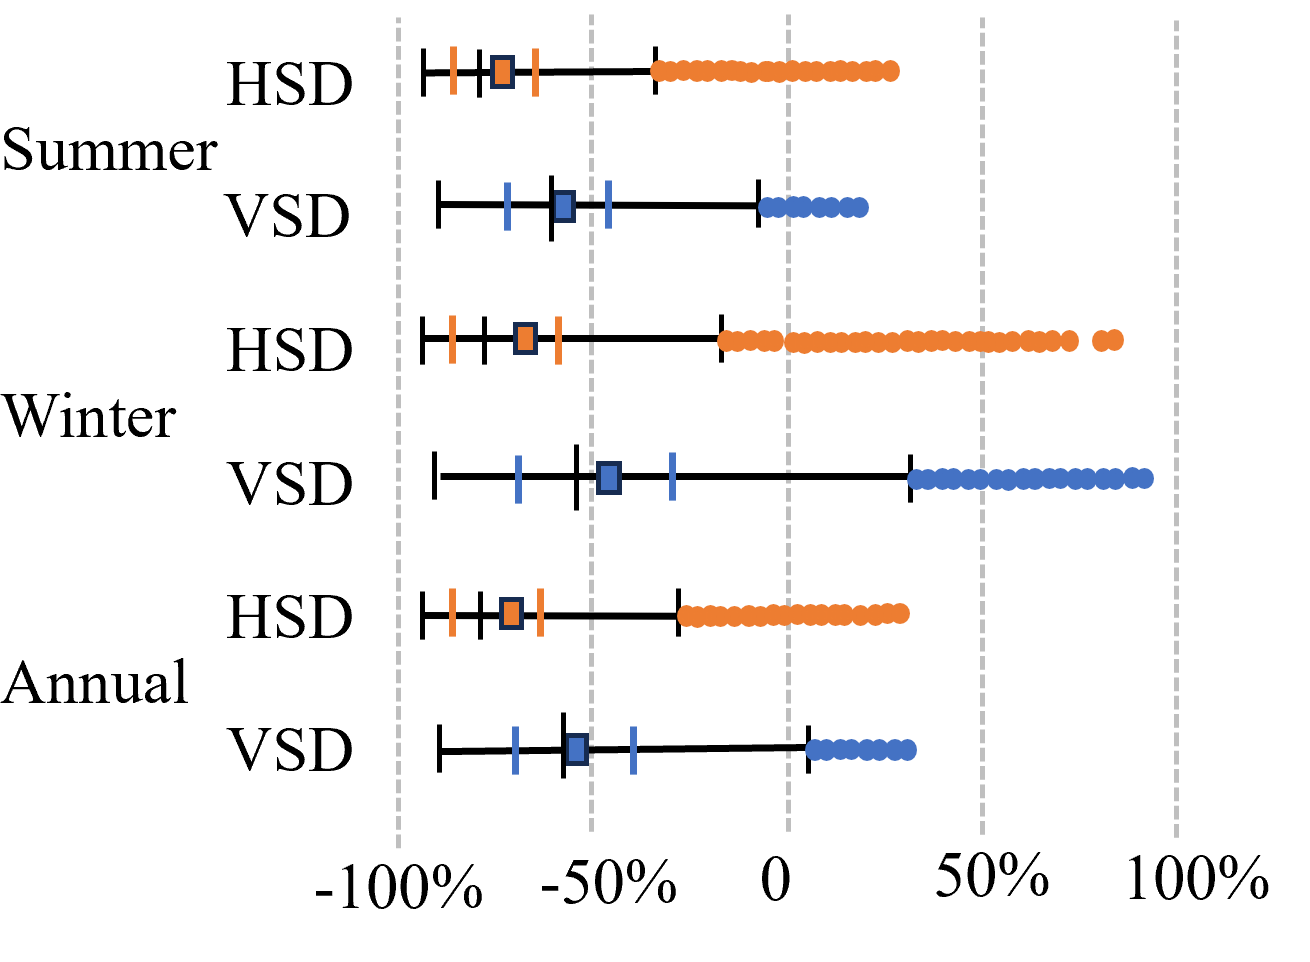 HSD
Summer
VSD
HSD
Winter
VSD
HSD
Annual
VSD
-100% -50% 0 50% 100%